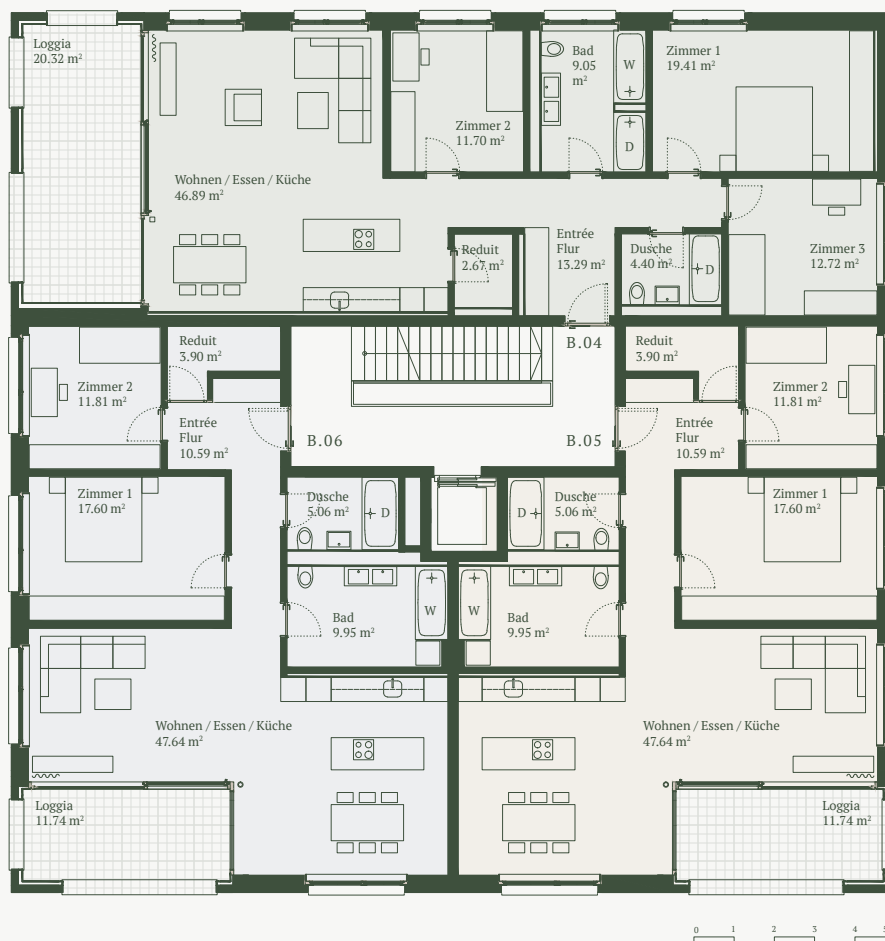 Loggia
20.32 m²
Bad
9.05
m²
W
D
Zimmer 1
19.41 m²
Zimmer 2
11.70 m²
Wohnen / Essen / Küche
46.89 m²
Reduit
2.67 m²
Entrée
Flur
13.29 m²
Dusche
4.40 m²
D
Zimmer 3
12.72 m²
Reduit
3.90 m²
B.04
Reduit
3.90 m²
Zimmer 2
11.81 m²
Zimmer 2
11.81 m²
Entrée
Flur
10.59 m²
B.06
B.05
Entrée
Flur
10.59 m²
Zimmer 1
17.60 m²
Dusche
5.06 m²
D
D
Dusche
5.06 m²
Zimmer 1
17.60 m²
Bad
9.95 m²
W
W
Bad
9.95 m²
Wohnen / Essen / Küche
47.64 m²
Wohnen / Essen / Küche
47.64 m²
Loggia
11.74 m²
Loggia
11.74 m²
0 1 2 3 4